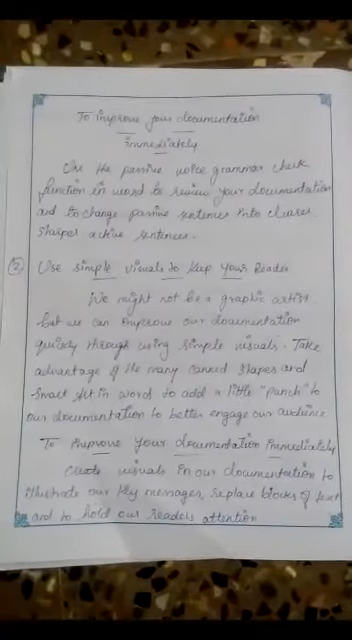 To improve your documentation
immediately
Use the passive voice grammar check
function in word to review your documentation
and to change passive sentences into clearer
sharper active sentences.
② Use simple visuals to keep your Reader
We might not be a graphic artist.
but we can improve our documentation
quickly through using simple visuals. Take
advantage of the many canned shapes and
Smart Art in words to add a little "punch" to
our documentation to better engage our audience
To improve your documentation immediately
create visuals in our documentation to
illustrate our key messages, replace blocks of text
and to hold our readers attention